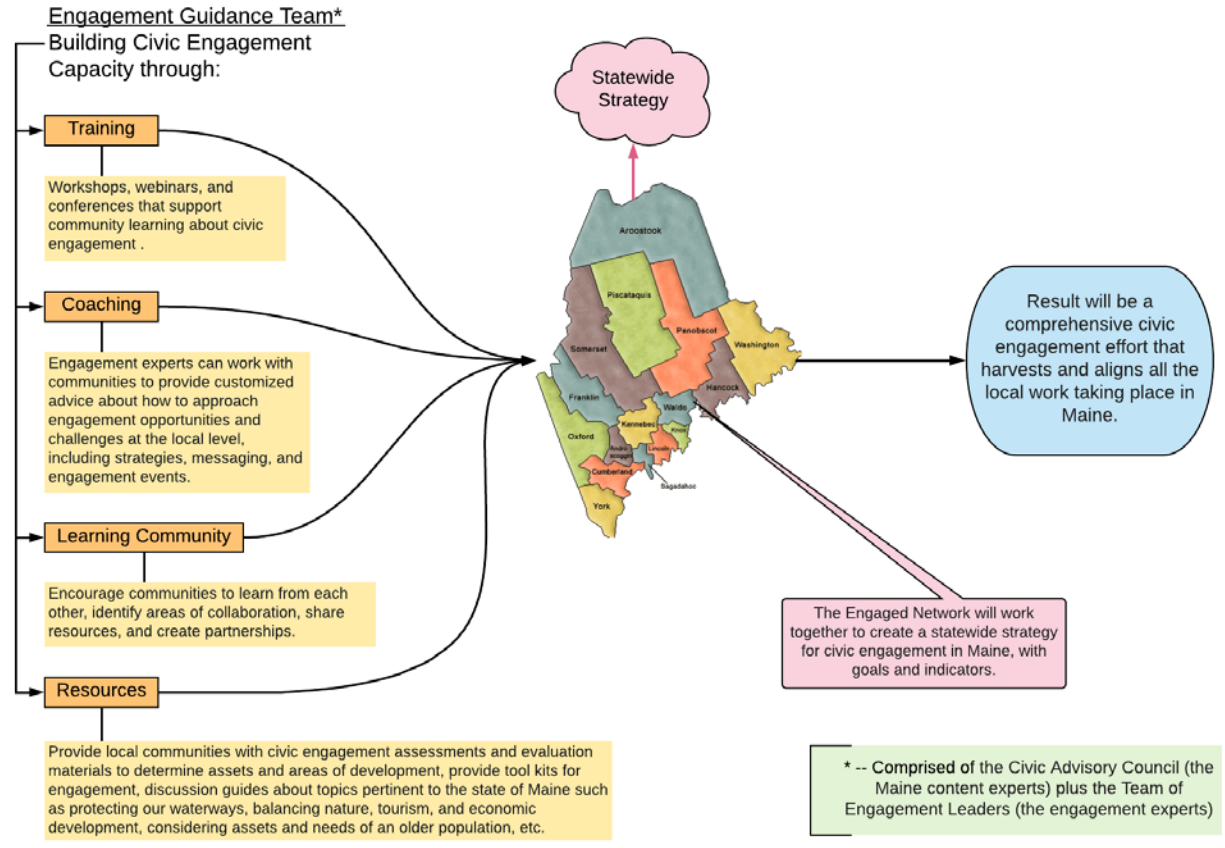 Engagement Guidance Team*
Building Civic Engagement
Capacity through:
Training
Workshops, webinars, and
conferences that support
community learning about civic
engagement .
Coaching
Engagement experts can work with
communities to provide customized
advice about how to approach
engagement opportunities and
challenges at the local level,
including strategies, messaging, and
engagement events.
Learning Community
Encourage communities to learn from each
other, identify areas of collaboration, share
resources, and create partnerships.
Resources
Provide local communities with civic engagement assessments and evaluation
materials to determine assets and areas of development, provide tool kits for
engagement, discussion guides about topics pertinent to the state of Maine such
as protecting our waterways, balancing nature, tourism, and economic
development, considering assets and needs of an older population, etc.
Statewide
Strategy
Aroostook
Piscataquis
Penobscot
Somerset
Washington
Hancock
Franklin
Waldo
Kennebec
Knox
Oxford
Andro
scoggin
Lincoln
Cumberland
Sagadahoc
York
Result will be a
comprehensive civic
engagement effort that
harvests and aligns all the
local work taking place in
Maine.
The Engaged Network will work
together to create a statewide strategy
for civic engagement in Maine, with
goals and indicators.
* -- Comprised of the Civic Advisory Council (the
Maine content experts) plus the Team of
Engagement Leaders (the engagement experts)